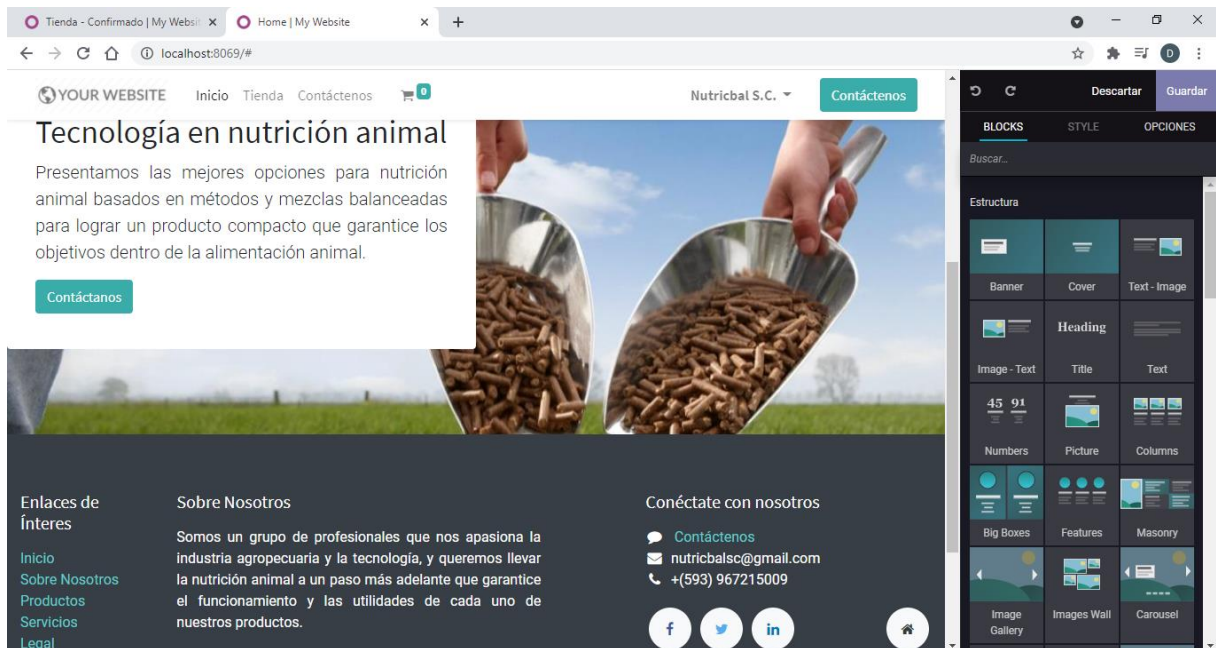 Tienda - Confirmado | My Websit
Home | My Website
localhost:8069/#
D
YOUR WEBSITE
Inicio
Tienda
Contáctenos
0
Nutricbal S.C.
Contáctenos
Descartar
Guardar
BLOCKS
STYLE
OPCIONES
Buscar...
Tecnología en nutrición animal
Presentamos las mejores opciones para nutrición
animal basados en métodos y mezclas balanceadas
para lograr un producto compacto que garantice los
objetivos dentro de la alimentación animal.
Contáctanos
Estructura
Banner
Cover
Text - Image
Heading
Image - Text
Title
Text
45 91
Numbers
Picture
Columns
Big Boxes
Features
Masonry
Image
Gallery
Images Wall
Carousel
Enlaces de
Ínteres
Inicio
Sobre Nosotros
Productos
Servicios
Legal
Sobre Nosotros
Somos un grupo de profesionales que nos apasiona la
industria agropecuaria y la tecnología, y queremos llevar
la nutrición animal a un paso más adelante que garantice
el funcionamiento y las utilidades de cada uno de
nuestros productos.
Conéctate con nosotros
Contáctenos
nutricbalsc@gmail.com
+(593) 967215009